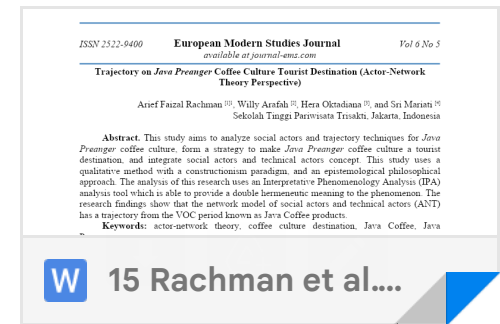 ISSN 2522-9400 European Modern Studies Journal Vol 6 No 5
available at journal-ems.com
Trajectory on Java Preanger Coffee Culture Tourist Destination (Actor-Network
Theory Perspective)
Arief Faizal Rachman [1], Willy Arafah [2], Hera Oktadiana [3], and Sri Mariati [4]
Sekolah Tinggi Pariwisata Trisakti, Jakarta, Indonesia
Abstract. This study aims to analyze social actors and trajectory techniques for Java
Preanger coffee culture, form a strategy to make Java Preanger coffee culture a tourist
destination, and integrate social actors and technical actors concept. This study uses a
qualitative method with a constructionism paradigm, and an epistemological philosophical
approach. The analysis of this research uses an Interpretative Phenomenology Analysis (IPA)
analysis tool which is able to provide a double hermeneutic meaning to the phenomenon. The
research findings show that the network model of social actors and technical actors (ANT)
has a trajectory from the VOC period known as Java Coffee products.
Keywords: actor-network theory, coffee culture destination, Java Coffee, Java
W 15 Rachman et al....